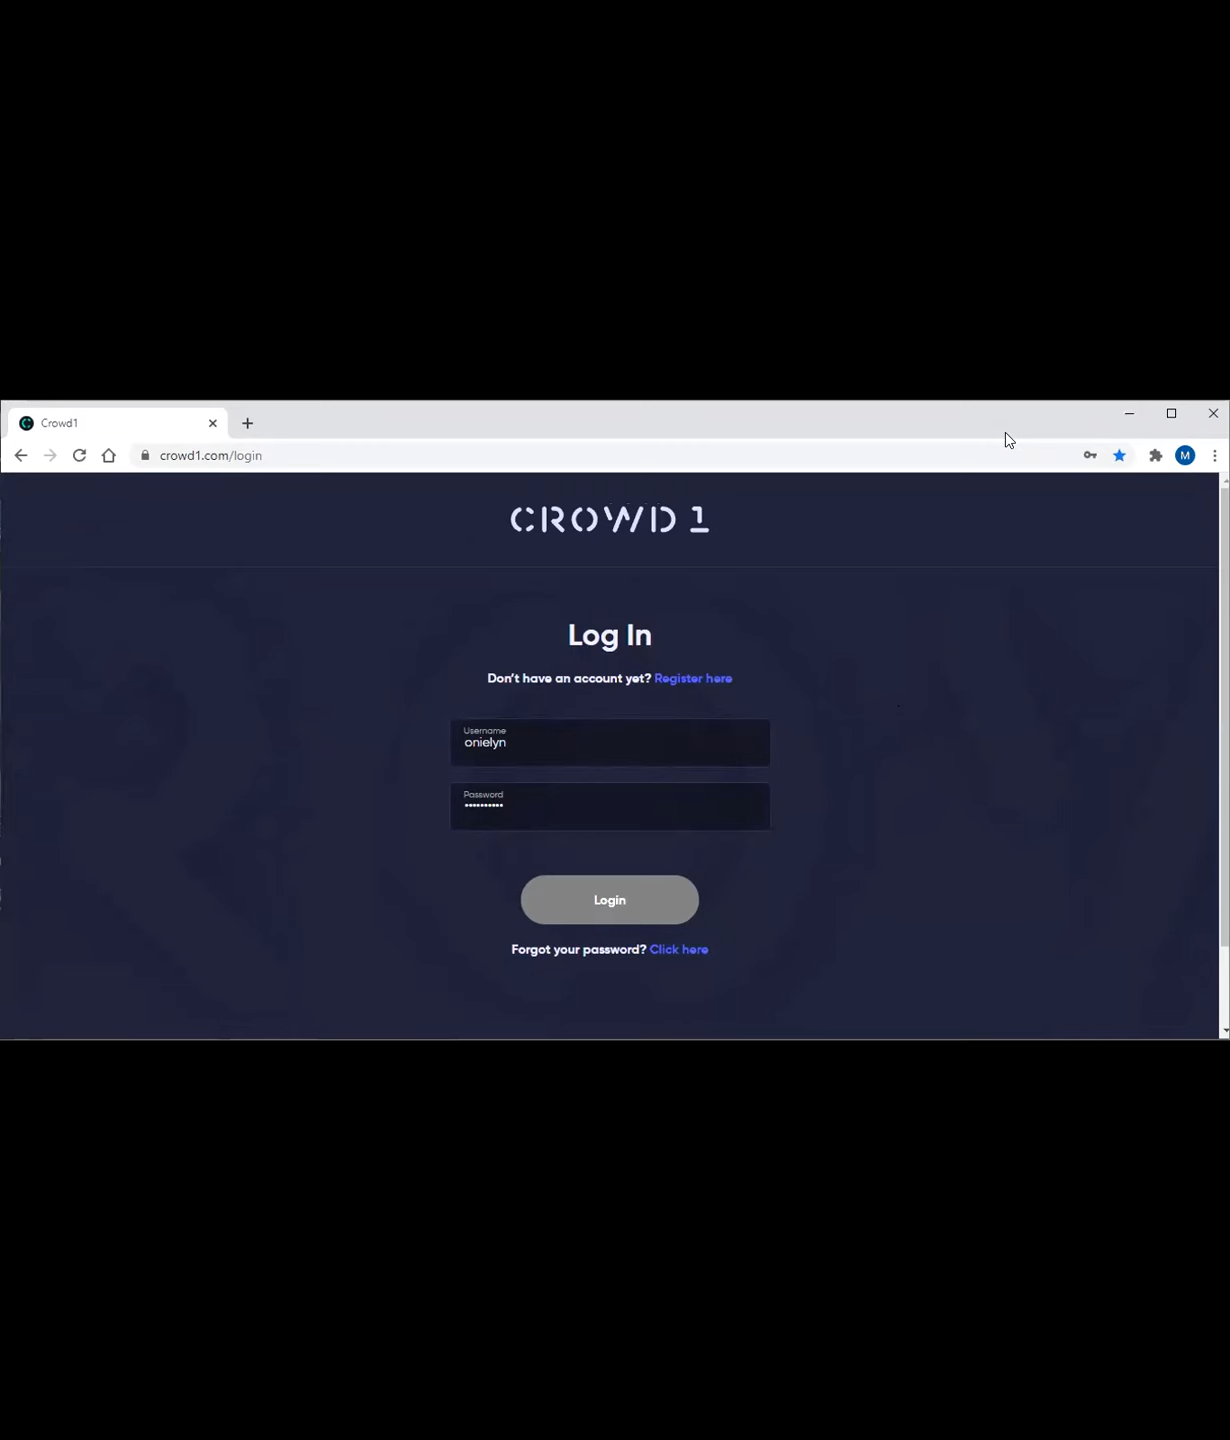 Crowd1
crowd1.com/login
M
CROWD 1
Log In
Don't have an account yet? Register here
Username
onielyn
Password
••••••••••
Login
Forgot your password? Click here